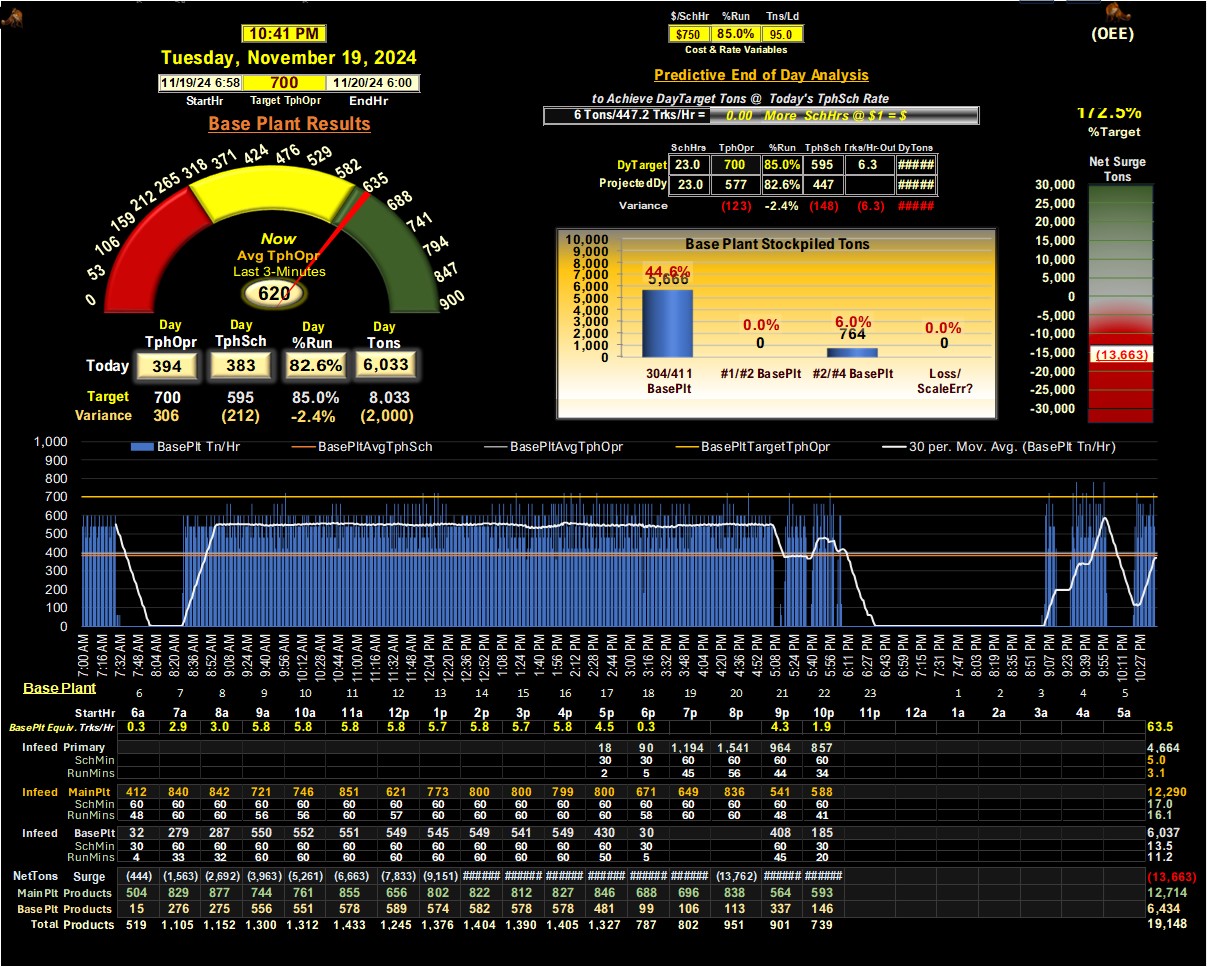 $/SchHr %Run Tns/Ld
$750 85.0% 95.0
Cost & Rate Variables
(OEE)
10:41 PM
Tuesday, November 19, 2024
11/19/24 6:58 700 11/20/24 6:00
StartHr Target TphOpr EndHr
Base Plant Results
Predictive End of Day Analysis
to Achieve DayTarget Tons @ Today's TphSch Rate
6 Tons/447.2 Trks/Hr = 0.00 More SchHrs @ $1 = $
172.5%
%Target
SchHrs TphOpr %Run TphSch Trks/Hr-Out DyTons
DyTarget 23.0 700 85.0% 595 6.3 #####
ProjectedDy 23.0 577 82.6% 447 #####
Variance (123) -2.4% (148) (6.3) #####
0 53 106 159 212 265 318 371 424 476 529 582 635 688 741 794 847 900
Now
Avg TphOpr
Last 3-Minutes
620
Day Day Day Day
TphOpr TphSch %Run Tons
Today 394 383 82.6% 6,033
Target 700 595 85.0% 8,033
Variance 306 (212) -2.4% (2,000)
Base Plant Stockpiled Tons
10,000
9,000
8,000
7,000
6,000
5,000
4,000
3,000
2,000
1,000
0
44.6% 0.0% 6.0% 0.0%
5,666 0 764 0
304/411 #1/#2 BasePlt #2/#4 BasePlt Loss/
BasePlt ScaleErr?
Net Surge
Tons
30,000
25,000
20,000
15,000
10,000
5,000
0
-5,000
-10,000
-15,000
(13,663)
-20,000
-25,000
-30,000
BasePlt Tn/Hr BasePltAvgTphSch BasePltAvgTphOpr BasePltTargetTphOpr 30 per. Mov. Avg. (BasePlt Tn/Hr)
1,000
900
800
700
600
500
400
300
200
100
0
7:00 AM 7:16 AM 7:32 AM 7:48 AM 8:04 AM 8:20 AM 8:36 AM 8:52 AM 9:08 AM 9:24 AM 9:40 AM 9:56 AM 10:12 AM 10:28 AM 10:44 AM 11:00 AM 11:16 AM 11:32 AM 11:48 AM 12:04 PM 12:20 PM 12:36 PM 12:52 PM 1:08 PM 1:24 PM 1:40 PM 1:56 PM 2:12 PM 2:28 PM 2:44 PM 3:00 PM 3:16 PM 3:32 PM 3:48 PM 4:04 PM 4:20 PM 4:36 PM 4:52 PM 5:08 PM 5:24 PM 5:40 PM 5:56 PM 6:11 PM 6:27 PM 6:43 PM 6:59 PM 7:15 PM 7:31 PM 7:47 PM 8:03 PM 8:19 PM 8:35 PM 8:51 PM 9:07 PM 9:23 PM 9:39 PM 9:55 PM 10:11 PM 10:27 PM
Base Plant 6 7 8 9 10 11 12 13 14 15 16 17 18 19 20 21 22 23 1 2 3 4 5
StartHr 6a 7a 8a 9a 10a 11a 12p 1p 2p 3p 4p 5p 6p 7p 8p 9p 10p 11p 12a 1a 2a 3a 4a 5a
BasePlt Equiv. Trks/Hr 0.3 2.9 3.0 5.8 5.8 5.8 5.8 5.7 5.8 5.7 5.8 4.5 0.3 4.3 1.9 63.5
Infeed Primary 18 90 1,194 1,541 964 857 4,664
SchMin 30 30 60 60 60 60 5.0
RunMins 2 5 45 56 44 34 3.1
Infeed MainPlt 412 840 842 721 746 851 621 773 800 800 799 800 671 649 836 541 588 12,290
SchMin 60 60 60 60 60 60 60 60 60 60 60 60 60 60 60 60 60 17.0
RunMins 48 60 60 56 56 60 57 60 60 60 60 60 58 60 60 48 41 16.1
Infeed BasePlt 32 279 287 550 552 551 549 545 549 541 549 430 30 408 185 6,037
SchMin 30 60 60 60 60 60 60 60 60 60 60 60 30 60 30 13.5
RunMins 4 33 32 60 60 60 60 60 60 60 60 50 5 45 20 11.2
NetTons Surge (444) (1,563) (2,692) (3,963) (5,261) (6,663) (7,833) (9,151) ###### ###### ###### ###### ###### ###### (13,762) ###### ###### (13,663)
MainPlt Products 504 829 877 744 761 855 656 802 822 812 827 846 688 696 838 564 593 12,714
BasePlt Products 15 276 275 556 551 578 589 574 582 578 578 481 99 106 113 337 146 6,434
Total Products 519 1,105 1,152 1,300 1,312 1,433 1,245 1,376 1,404 1,390 1,405 1,327 787 802 951 901 739 19,148